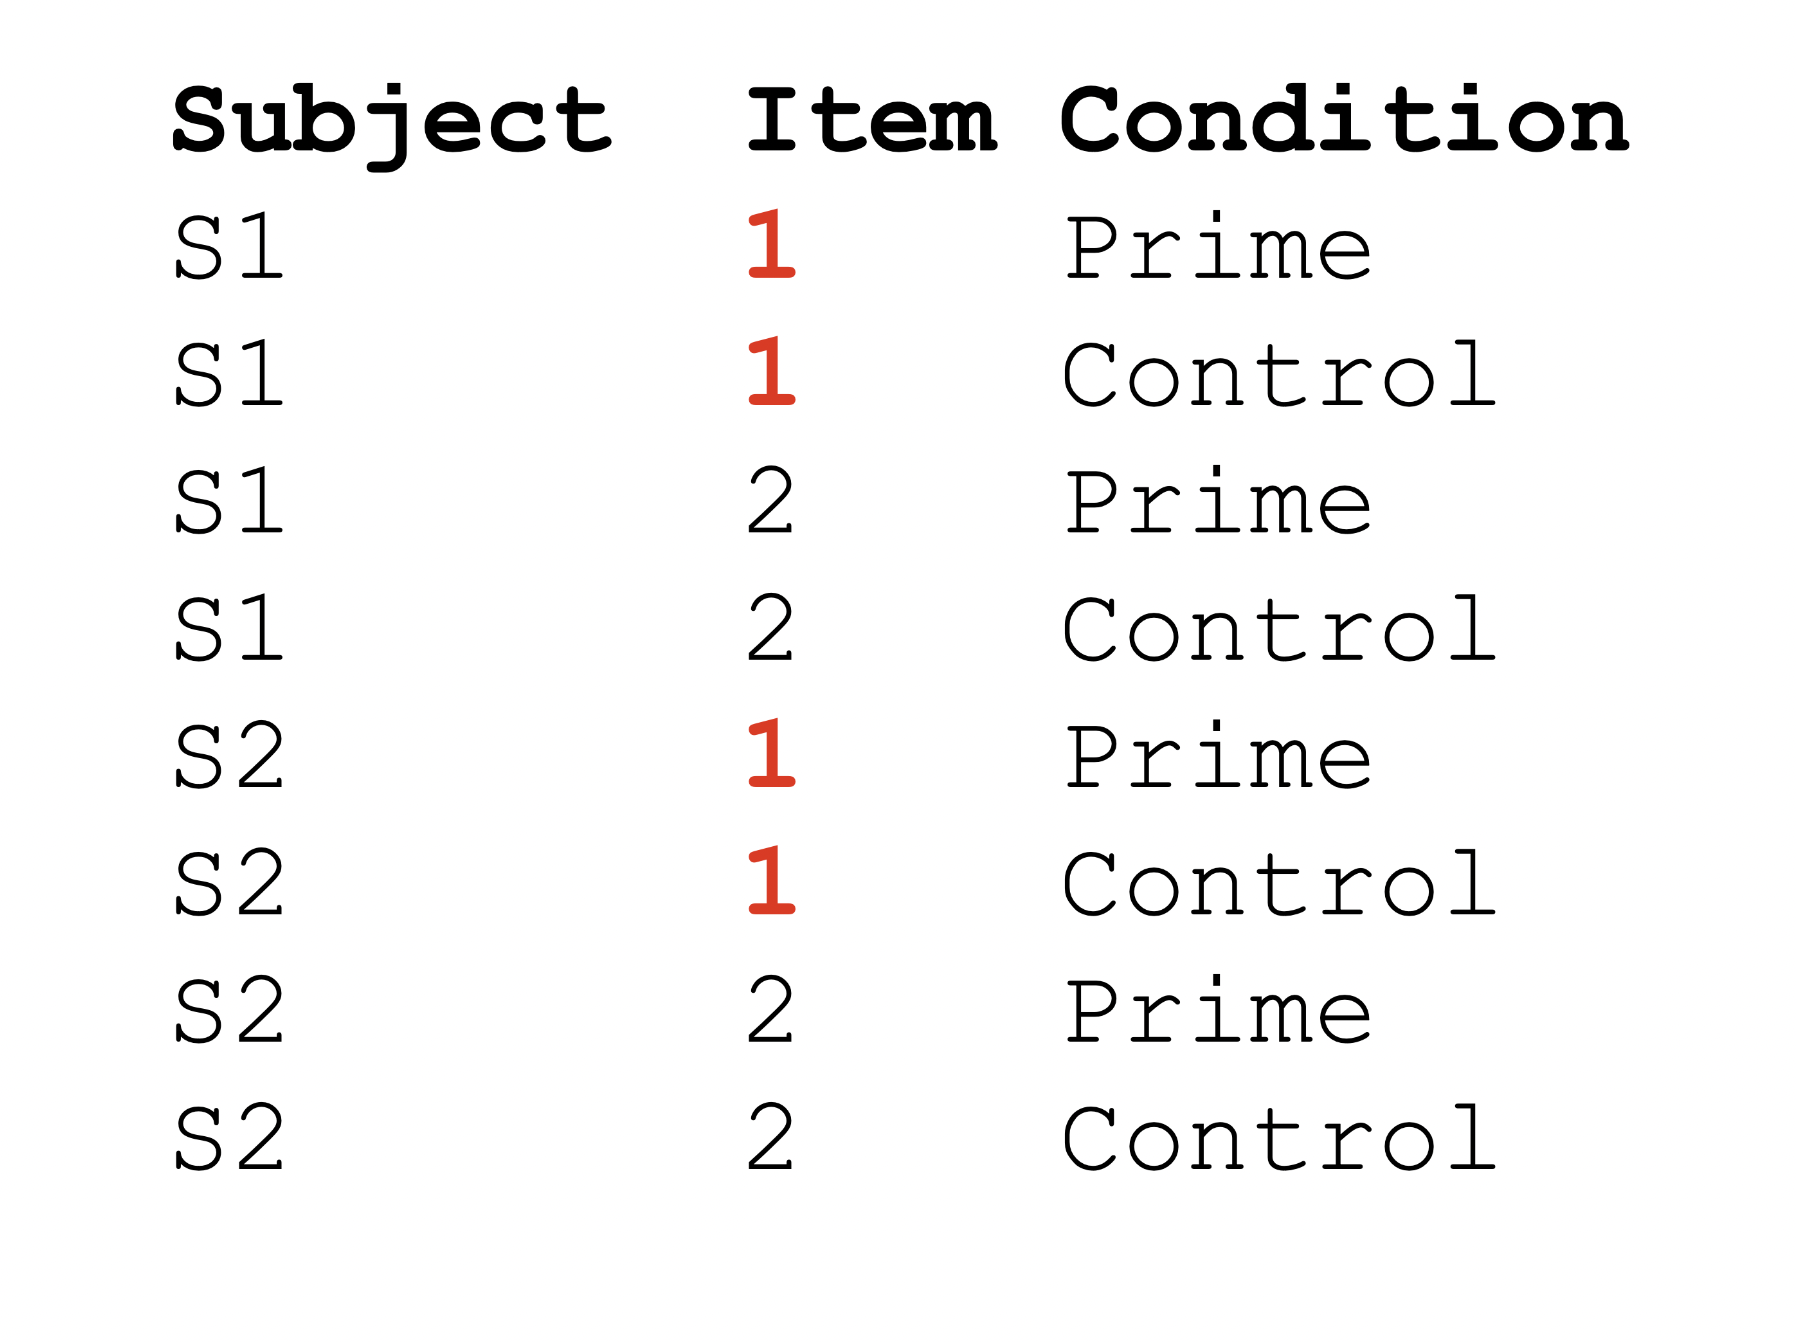 Subject Item Condition
S1 1 Prime
S1 1 Control
S1 2 Prime
S1 2 Control
S2 1 Prime
S2 1 Control
S2 2 Prime
S2 2 Control